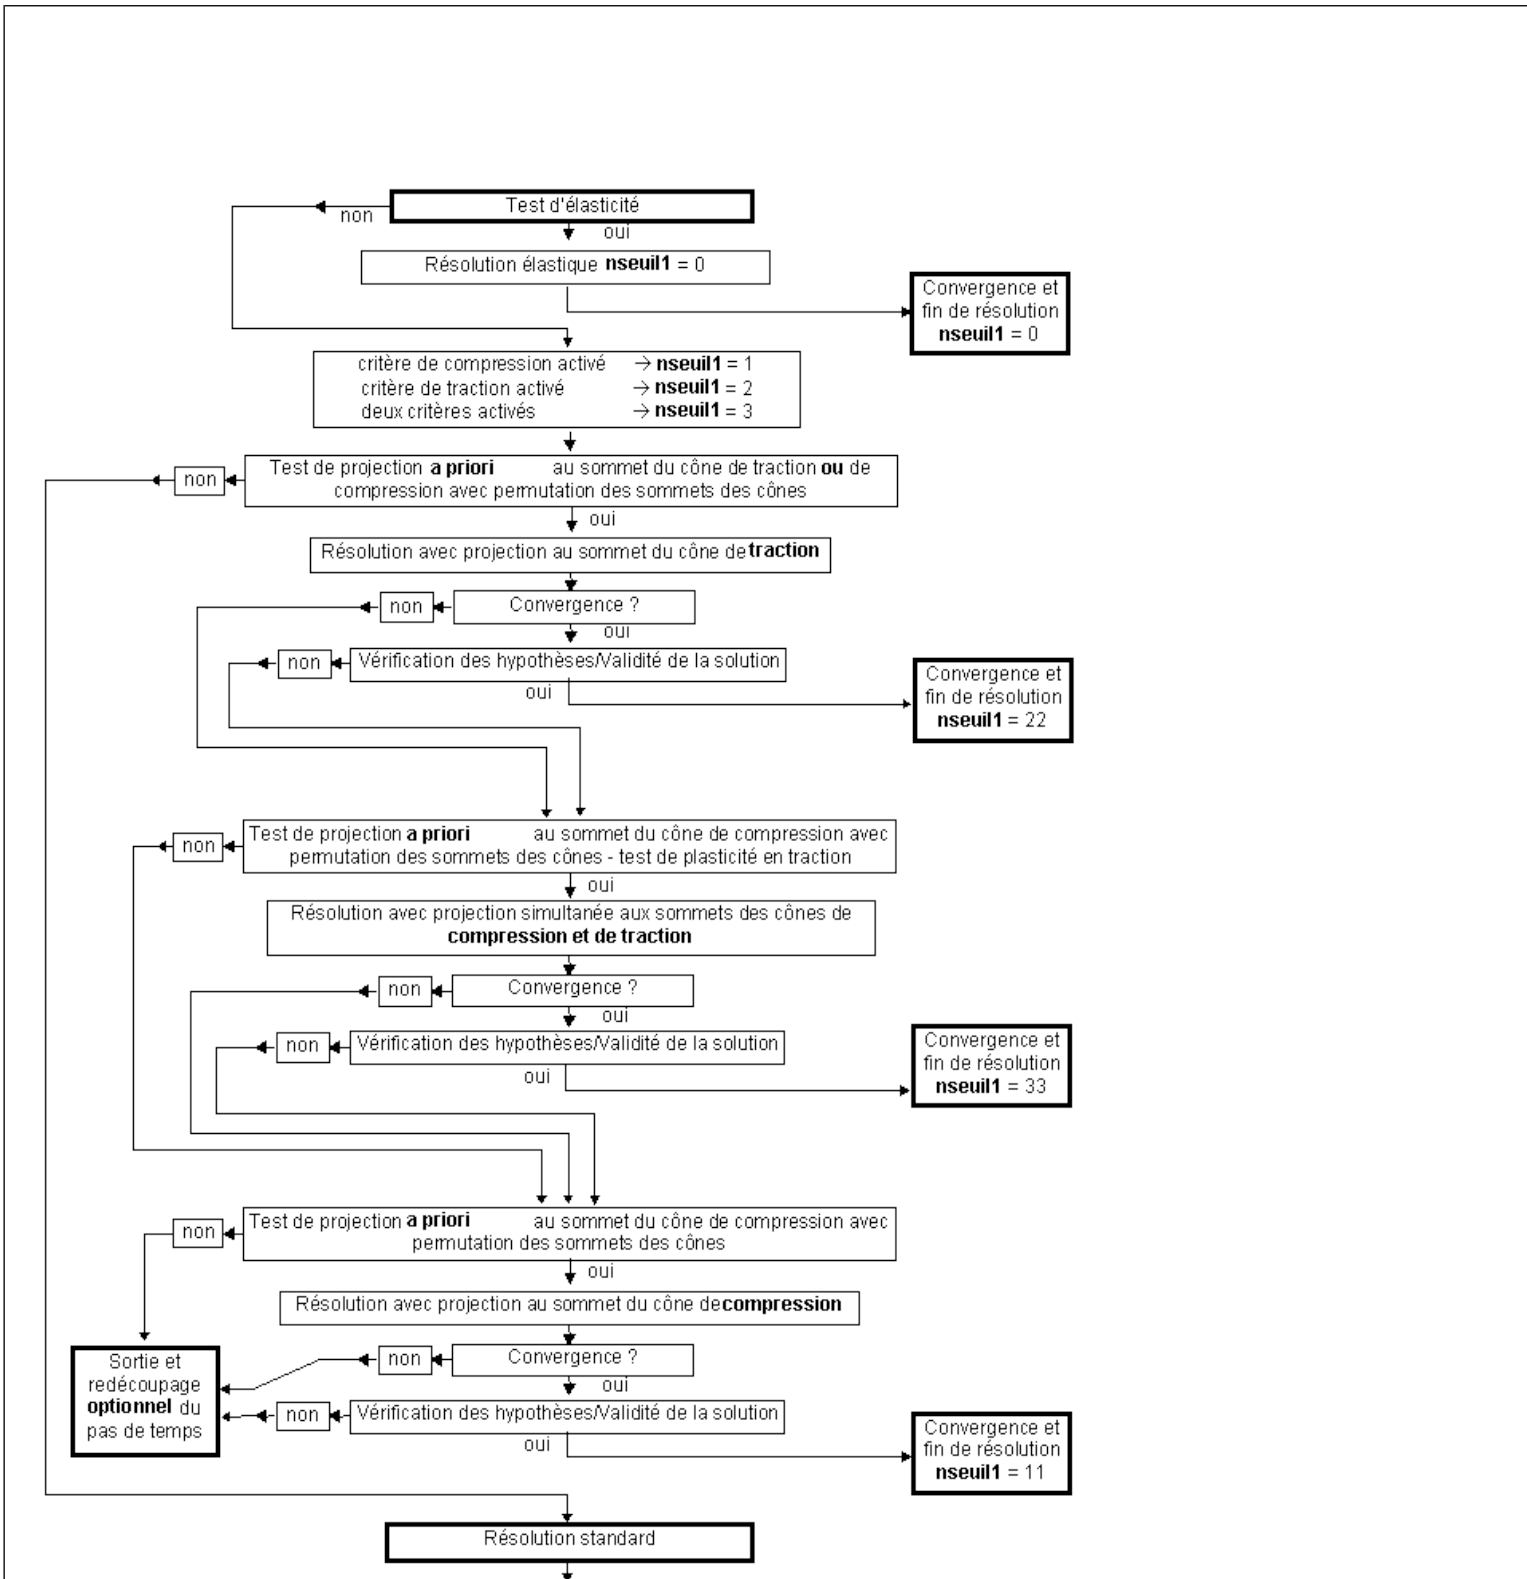 Test d'élasticité
non
oui
Résolution élastique nseuil1 = 0
Convergence et
fin de résolution
nseuil1 = 0
critère de compression activé → nseuil1 = 1
critère de traction activé → nseuil1 = 2
deux critères activés → nseuil1 = 3
Test de projection a priori au sommet du cône de traction ou de
compression avec permutation des sommets des cônes
non
oui
Résolution avec projection au sommet du cône de traction
Convergence ?
non
oui
Vérification des hypothèses/Validité de la solution
non
oui
Convergence et
fin de résolution
nseuil1 = 22
Test de projection a priori au sommet du cône de compression avec
permutation des sommets des cônes - test de plasticité en traction
non
oui
Résolution avec projection simultanée aux sommets des cônes de
compression et de traction
Convergence ?
non
oui
Vérification des hypothèses/Validité de la solution
non
oui
Convergence et
fin de résolution
nseuil1 = 33
Test de projection a priori au sommet du cône de compression avec
permutation des sommets des cônes
non
oui
Résolution avec projection au sommet du cône de compression
Convergence ?
non
oui
Sortie et
redécoupage
optionnel du
pas de temps
Vérification des hypothèses/Validité de la solution
non
oui
Convergence et
fin de résolution
nseuil1 = 11
Résolution standard